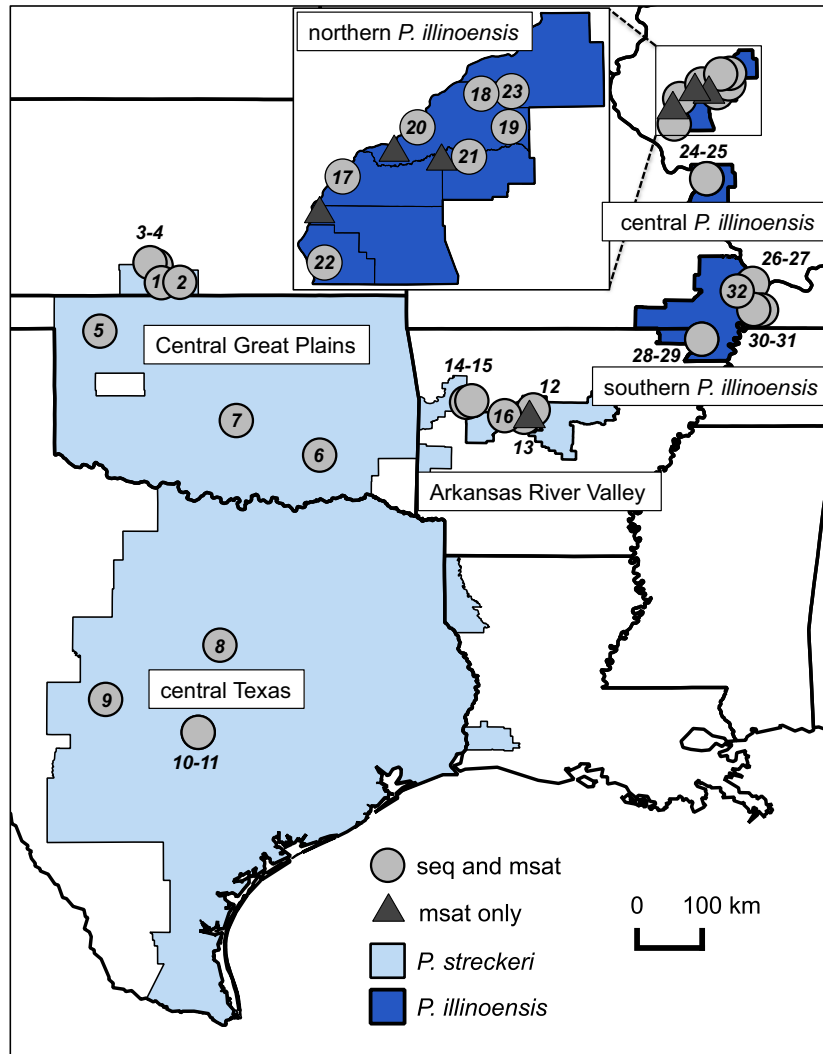 northern P. illinoensis
18
23
20
19
21
17
22
24-25
central P. illinoensis
3-4
1
2
26-27
32
5
Central Great Plains
14-15
12
28-29
30-31
southern P. illinoensis
7
16
13
6
Arkansas River Valley
8
central Texas
9
10-11
seq and msat
msat only
0 100 km
P. streckeri
P. illinoensis